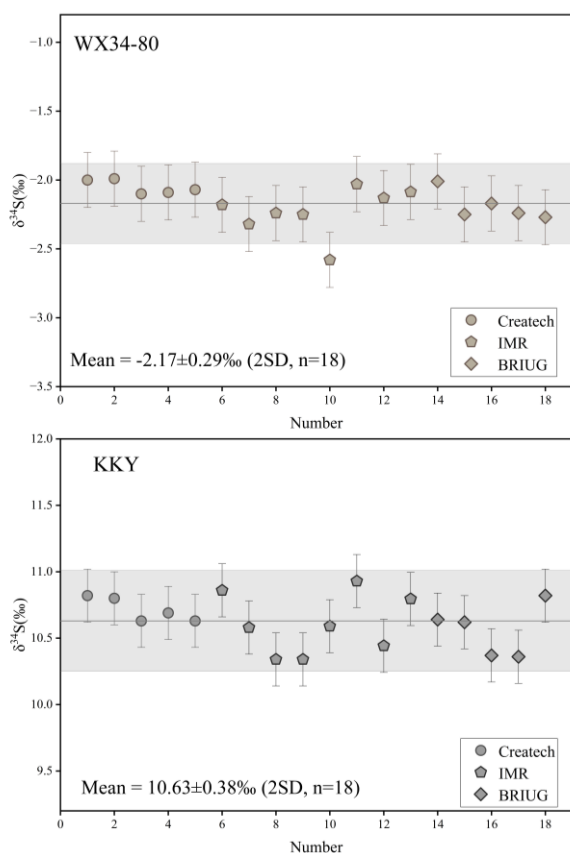 WX34-80
−1.0
−1.5
−2.0
−2.5
−3.0
−3.5
δ³⁴S(‰)
Createch
IMR
BRIUG
Mean = -2.17±0.29‰ (2SD, n=18)
0 2 4 6 8 10 12 14 16 18
Number
KKY
12.0
11.5
11.0
10.5
10.0
9.5
δ³⁴S(‰)
Createch
IMR
BRIUG
Mean = 10.63±0.38‰ (2SD, n=18)
0 2 4 6 8 10 12 14 16 18
Number